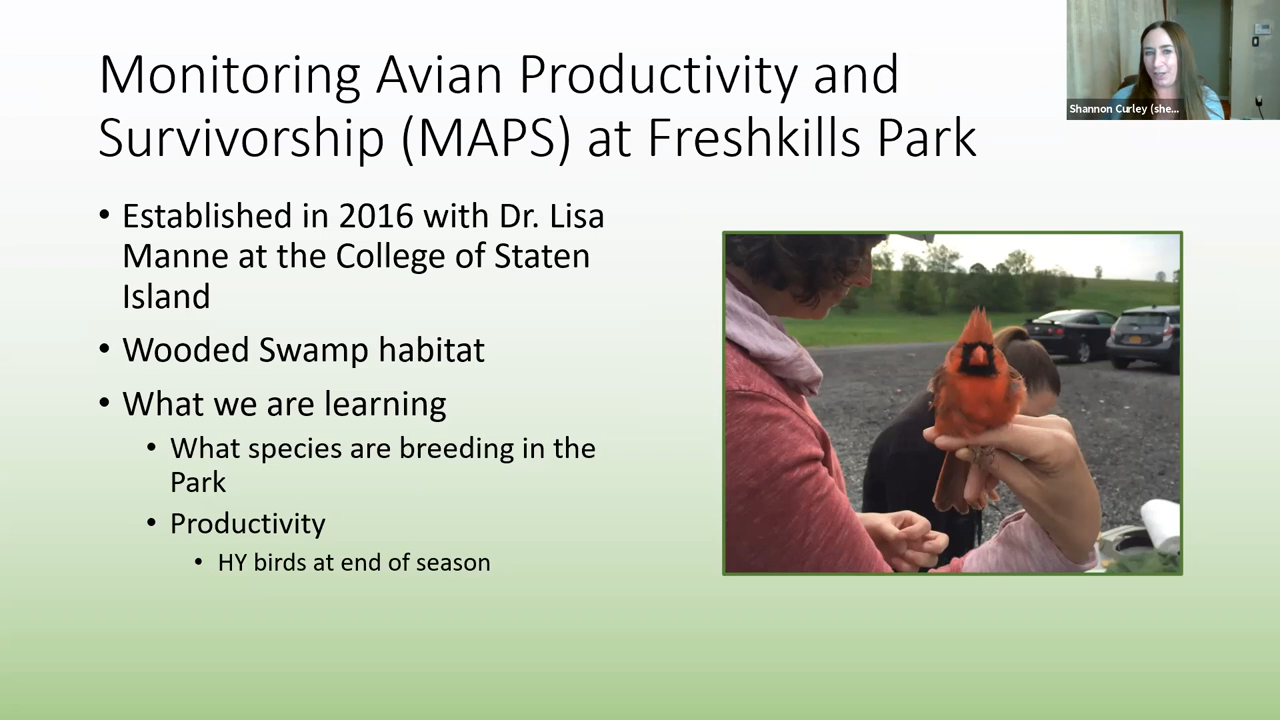 Monitoring Avian Productivity and
Survivorship (MAPS) at Freshkills Park
Shannon Curley (she...
• Established in 2016 with Dr. Lisa
Manne at the College of Staten
Island
• Wooded Swamp habitat
• What we are learning
• What species are breeding in the
Park
• Productivity
• HY birds at end of season